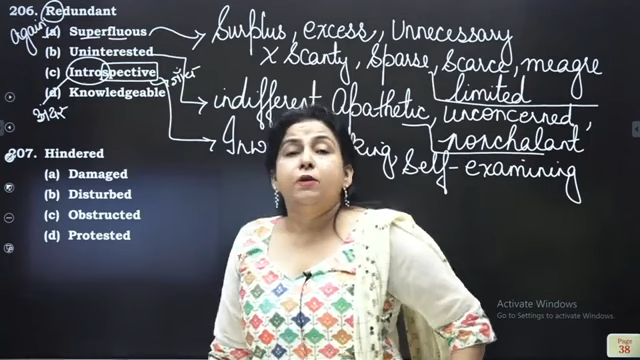 206. Redundant
again
(a) Superfluous
(b) Uninterested
(c) Introspective
(d) Knowledgeable
अंदर
Surplus, excess, Unnecessary
X Scanty, Sparse, Scarce, meagre
limited
indifferent Apathetic, unconcerned,
nonchalant
Self-examining
207. Hindered
(a) Damaged
(b) Disturbed
(c) Obstructed
(d) Protested
Activate Windows
Go to Settings to activate Windows.
Page
38